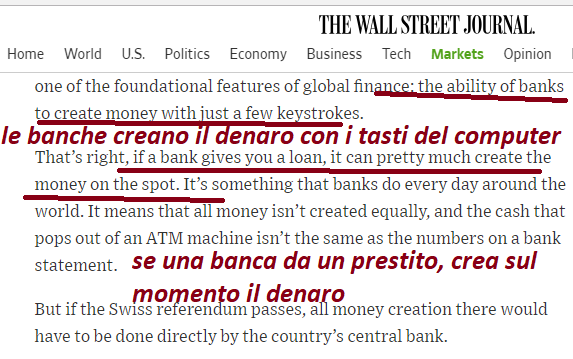 THE WALL STREET JOURNAL.
Home World U.S. Politics Economy Business Tech Markets Opinion
one of the foundational features of global finance: the ability of banks
to create money with just a few keystrokes.
le banche creano il denaro con i tasti del computer
That's right, if a bank gives you a loan, it can pretty much create the
money on the spot. It's something that banks do every day around the
world. It means that all money isn't created equally, and the cash that
pops out of an ATM machine isn't the same as the numbers on a bank
statement.
se una banca da un prestito, crea sul
momento il denaro
But if the Swiss referendum passes, all money creation there would
have to be done directly by the country's central bank.